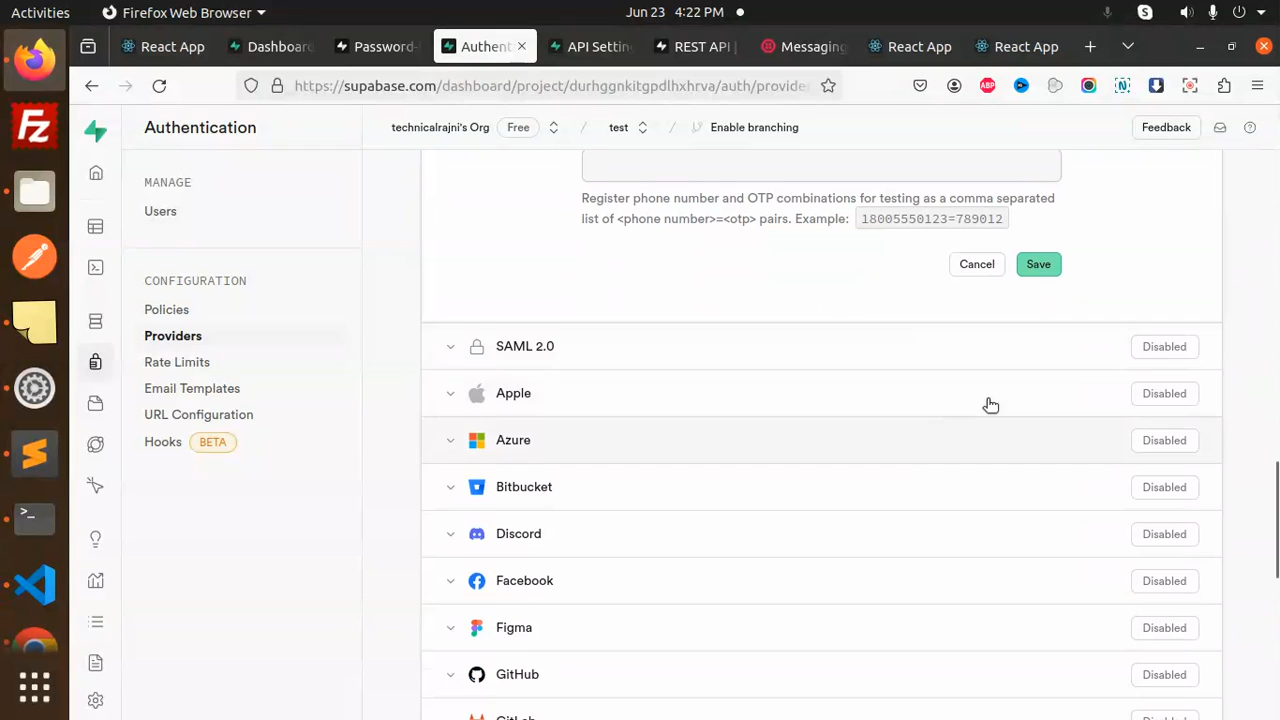 Activities
Firefox Web Browser
Jun 23 4:22 PM
React App
Dashboar
Password-
Authent
API Setting
REST API |
Messaging
React App
React App
https://supabase.com/dashboard/project/durhggnkitgpdlhxhrva/auth/provide
Authentication
technicalrajni's Org
Free
/
test
/
Enable branching
Feedback
MANAGE
Users
CONFIGURATION
Policies
Providers
Rate Limits
Email Templates
URL Configuration
Hooks BETA
Register phone number and OTP combinations for testing as a comma separated
list of <phone number>=<otp> pairs. Example: 18005550123=789012
Cancel
Save
SAML 2.0 Disabled
Apple Disabled
Azure Disabled
Bitbucket Disabled
Discord Disabled
Facebook Disabled
Figma Disabled
GitHub Disabled
GitLab